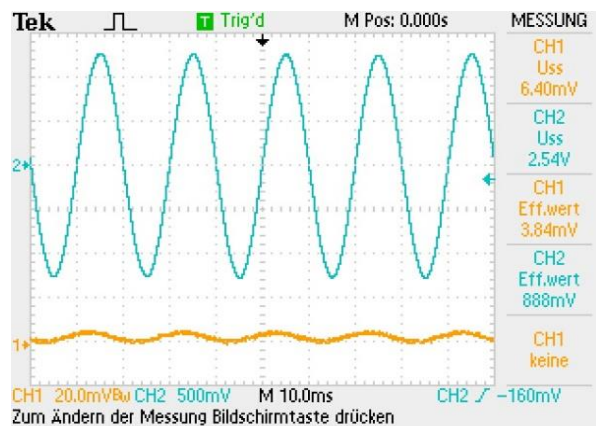 Tek T Trig'd M Pos: 0.000s MESSUNG
CH1
Uss
6.40mV
CH2
Uss
2.54V
CH1
Eff.wert
3.84mV
CH2
Eff.wert
888mV
CH1
keine
2
1
CH1 20.0mVBW CH2 500mV M 10.0ms CH2 -160mV
Zum Ändern der Messung Bildschirmtaste drücken